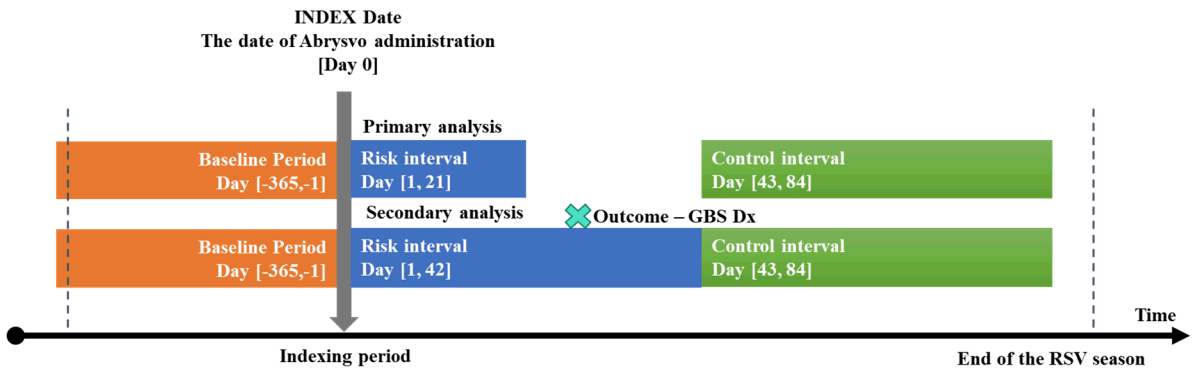 INDEX Date
The date of Abrysvo administration
[Day 0]
Primary analysis
Baseline Period
Day [-365,-1]
Risk interval
Day [1, 21]
Control interval
Day [43, 84]
Secondary analysis
Outcome – GBS Dx
Baseline Period
Day [-365,-1]
Risk interval
Day [1, 42]
Control interval
Day [43, 84]
Time
Indexing period
End of the RSV season